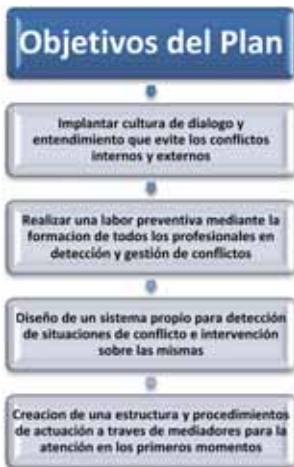 Objetivos del Plan
Implantar cultura de dialogo y
entendimiento que evite los conflictos
internos y externos
Realizar una labor preventiva mediante la
formacion de todos los profesionales en
detección y gestión de conflictos
Diseño de un sistema propio para detección
de situaciones de conflicto e intervención
sobre las mismas
Creacion de una estructura y procedimientos
de actuación a traves de mediadores para la
atención en los primeros momentos